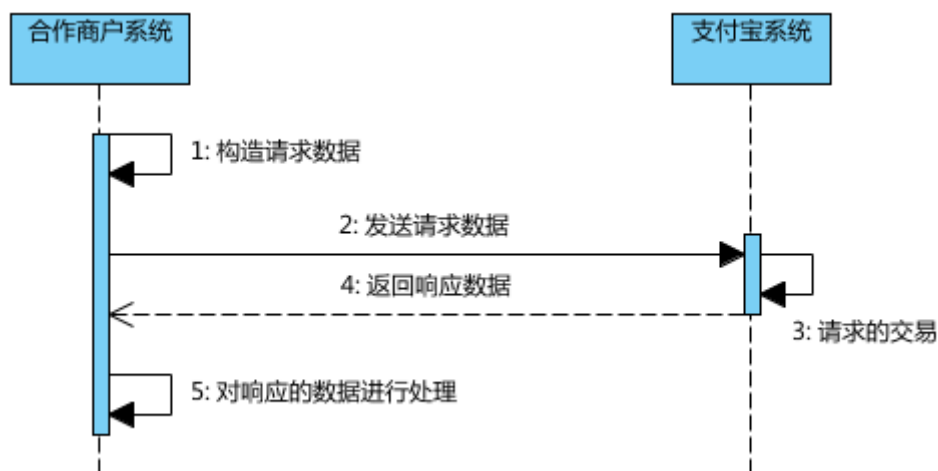 合作商户系统
支付宝系统
1: 构造请求数据
2: 发送请求数据
4: 返回响应数据
3: 请求的交易
5: 对响应的数据进行处理